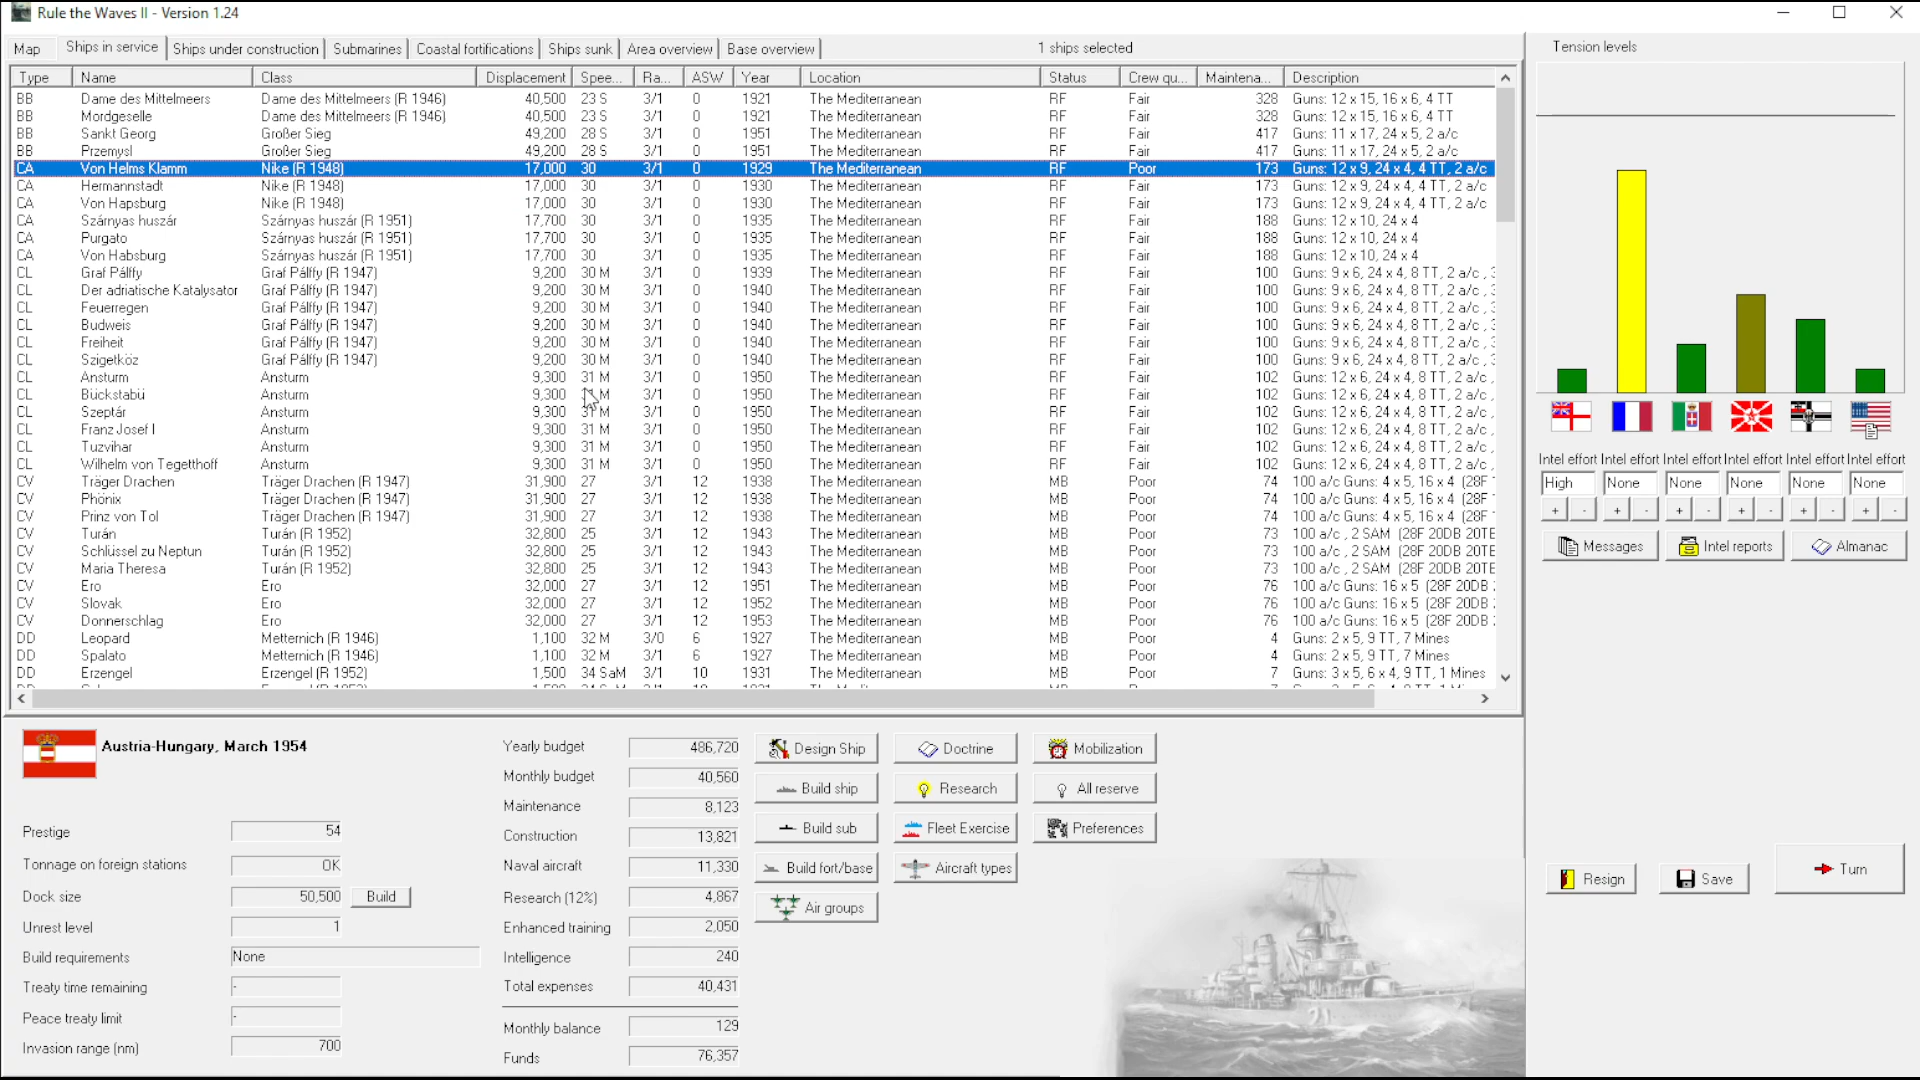 Rule the Waves II - Version 1.24
Map Ships in service Ships under construction Submarines Coastal fortifications Ships sunk Area overview Base overview 1 ships selected Tension levels
Type Name Class Displacement Spee... Ra... ASW Year Location Status Crew qu... Maintena... Description
BB Dame des Mittelmeers Dame des Mittelmeers (R 1946) 40,500 23 S 3/1 0 1921 The Mediterranean RF Fair 328 Guns: 12 x 15, 16 x 6, 4 TT
BB Mordgeselle Dame des Mittelmeers (R 1946) 40,500 23 S 3/1 0 1921 The Mediterranean RF Fair 328 Guns: 12 x 15, 16 x 6, 4 TT
BB Sankt Georg Großer Sieg 49,200 28 S 3/1 0 1951 The Mediterranean RF Fair 417 Guns: 11 x 17, 24 x 5, 2 a/c
BB Przemysl Großer Sieg 49,200 28 S 3/1 0 1951 The Mediterranean RF Fair 417 Guns: 11 x 17, 24 x 5, 2 a/c
CA Von Helms Klamm Nike (R 1948) 17,000 30 3/1 0 1929 The Mediterranean RF Poor 173 Guns: 12 x 9, 24 x 4, 4 TT, 2 a/c
CA Hermannstadt Nike (R 1948) 17,000 30 3/1 0 1930 The Mediterranean RF Fair 173 Guns: 12 x 9, 24 x 4, 4 TT, 2 a/c
CA Von Hapsburg Nike (R 1948) 17,000 30 3/1 0 1930 The Mediterranean RF Fair 173 Guns: 12 x 9, 24 x 4, 4 TT, 2 a/c
CA Szárnyas huszár Szárnyas huszár (R 1951) 17,700 30 3/1 0 1935 The Mediterranean RF Fair 188 Guns: 12 x 10, 24 x 4
CA Purgato Szárnyas huszár (R 1951) 17,700 30 3/1 0 1935 The Mediterranean RF Fair 188 Guns: 12 x 10, 24 x 4
CA Von Habsburg Szárnyas huszár (R 1951) 17,700 30 3/1 0 1935 The Mediterranean RF Fair 188 Guns: 12 x 10, 24 x 4
CL Graf Pálffy Graf Pálffy (R 1947) 9,200 30 M 3/1 0 1939 The Mediterranean RF Fair 100 Guns: 9 x 6, 24 x 4, 8 TT, 2 a/c , 3
CL Der adriatische Katalysator Graf Pálffy (R 1947) 9,200 30 M 3/1 0 1940 The Mediterranean RF Fair 100 Guns: 9 x 6, 24 x 4, 8 TT, 2 a/c , 3
CL Feuerregen Graf Pálffy (R 1947) 9,200 30 M 3/1 0 1940 The Mediterranean RF Fair 100 Guns: 9 x 6, 24 x 4, 8 TT, 2 a/c , 3
CL Budweis Graf Pálffy (R 1947) 9,200 30 M 3/1 0 1940 The Mediterranean RF Fair 100 Guns: 9 x 6, 24 x 4, 8 TT, 2 a/c , 3
CL Freiheit Graf Pálffy (R 1947) 9,200 30 M 3/1 0 1940 The Mediterranean RF Fair 100 Guns: 9 x 6, 24 x 4, 8 TT, 2 a/c , 3
CL Szigetköz Graf Pálffy (R 1947) 9,200 30 M 3/1 0 1940 The Mediterranean RF Fair 100 Guns: 9 x 6, 24 x 4, 8 TT, 2 a/c , 3
CL Ansturm Ansturm 9,300 31 M 3/1 0 1950 The Mediterranean RF Fair 102 Guns: 12 x 6, 24 x 4, 8 TT, 2 a/c ,
CL Bückstabü Ansturm 9,300 M 3/1 0 1950 The Mediterranean RF Fair 102 Guns: 12 x 6, 24 x 4, 8 TT, 2 a/c ,
CL Szeptár Ansturm 9,300 31 M 3/1 0 1950 The Mediterranean RF Fair 102 Guns: 12 x 6, 24 x 4, 8 TT, 2 a/c ,
CL Franz Josef I Ansturm 9,300 31 M 3/1 0 1950 The Mediterranean RF Fair 102 Guns: 12 x 6, 24 x 4, 8 TT, 2 a/c ,
CL Tuzvihar Ansturm 9,300 31 M 3/1 0 1950 The Mediterranean RF Fair 102 Guns: 12 x 6, 24 x 4, 8 TT, 2 a/c ,
CL Wilhelm von Tegetthoff Ansturm 9,300 31 M 3/1 0 1950 The Mediterranean RF Fair 102 Guns: 12 x 6, 24 x 4, 8 TT, 2 a/c ,
CV Träger Drachen Träger Drachen (R 1947) 31,900 27 3/1 12 1938 The Mediterranean MB Poor 74 100 a/c Guns: 4 x 5, 16 x 4 (28F
CV Phönix Träger Drachen (R 1947) 31,900 27 3/1 12 1938 The Mediterranean MB Poor 74 100 a/c Guns: 4 x 5, 16 x 4 (28F
CV Prinz von Tol Träger Drachen (R 1947) 31,900 27 3/1 12 1938 The Mediterranean MB Poor 74 100 a/c Guns: 4 x 5, 16 x 4 (28F
CV Turán Turán (R 1952) 32,800 25 3/1 12 1943 The Mediterranean MB Poor 73 100 a/c , 2 SAM (28F 20DB 20TE
CV Schlüssel zu Neptun Turán (R 1952) 32,800 25 3/1 12 1943 The Mediterranean MB Poor 73 100 a/c , 2 SAM (28F 20DB 20TE
CV Maria Theresa Turán (R 1952) 32,800 25 3/1 12 1943 The Mediterranean MB Poor 73 100 a/c , 2 SAM (28F 20DB 20TE
CV Ero Ero 32,000 27 3/1 12 1951 The Mediterranean MB Poor 76 100 a/c Guns: 16 x 5 (28F 20DB
CV Slovak Ero 32,000 27 3/1 12 1952 The Mediterranean MB Poor 76 100 a/c Guns: 16 x 5 (28F 20DB
CV Donnerschlag Ero 32,000 27 3/1 12 1953 The Mediterranean MB Poor 76 100 a/c Guns: 16 x 5 (28F 20DB
DD Leopard Metternich (R 1946) 1,100 32 M 3/0 6 1927 The Mediterranean MB Poor 4 Guns: 2 x 5, 9 TT, 7 Mines
DD Spalato Metternich (R 1946) 1,100 32 M 3/1 6 1927 The Mediterranean MB Poor 4 Guns: 2 x 5, 9 TT, 7 Mines
DD Erzengel Erzengel (R 1952) 1,500 34 SaM 3/1 10 1931 The Mediterranean MB Poor 7 Guns: 3 x 5, 6 x 4, 9 TT, 1 Mines
Intel effort Intel effort Intel effort Intel effort Intel effort Intel effort
High None None None None None
+ - + - + - + - + - + -
Messages Intel reports Almanac
Austria-Hungary, March 1954
Prestige 54
Tonnage on foreign stations OK
Dock size 50,500 Build
Unrest level 1
Build requirements None
Treaty time remaining -
Peace treaty limit -
Invasion range (nm) 700
Yearly budget 486,720
Monthly budget 40,560
Maintenance 8,123
Construction 13,821
Naval aircraft 11,330
Research (12%) 4,867
Enhanced training 2,050
Intelligence 240
Total expenses 40,431
Monthly balance 129
Funds 76,357
Design Ship Doctrine Mobilization
Build ship Research All reserve
Build sub Fleet Exercise Preferences
Build fort/base Aircraft types
Air groups
21
Resign Save Turn